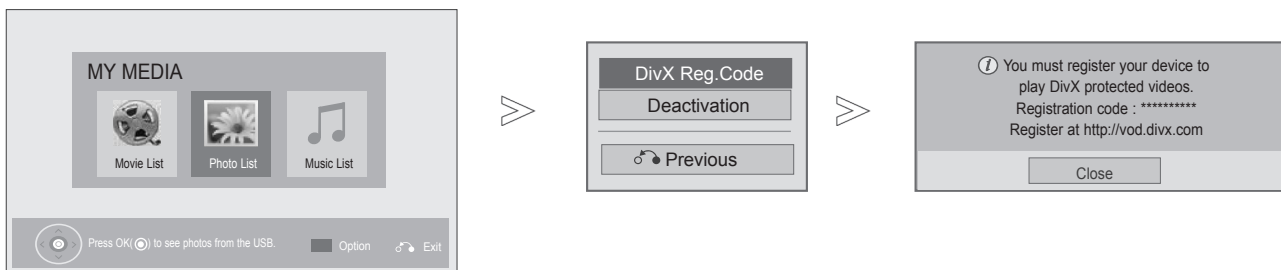 MY MEDIA
Movie List
Photo List
Music List
Press OK( ) to see photos from the USB.
Option
Exit
DivX Reg.Code
Deactivation
Previous
i You must register your device to
play DivX protected videos.
Registration code : **********
Register at http://vod.divx.com
Close